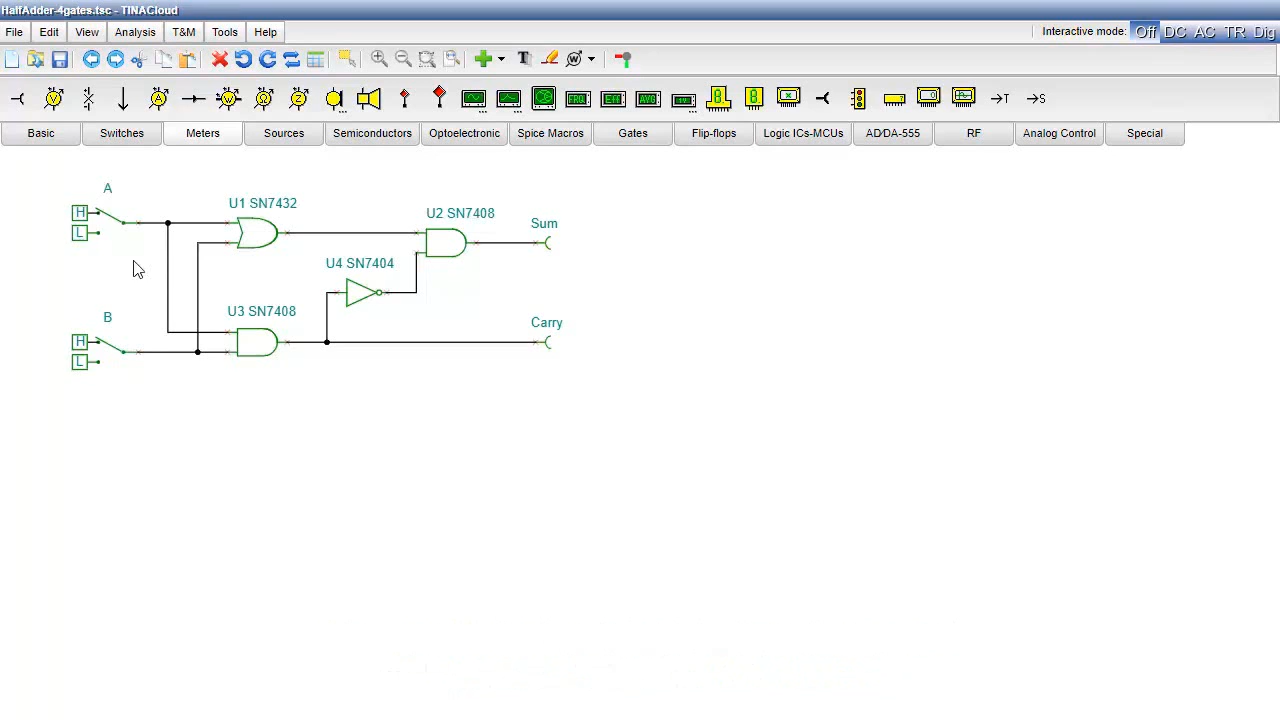 HalfAdder-4gates.tsc - TINACloud
File Edit View Analysis T&M Tools Help Interactive mode: Off DC AC TR Dig
Basic Switches Meters Sources Semiconductors Optoelectronic Spice Macros Gates Flip-flops Logic ICs-MCUs AD/DA-555 RF Analog Control Special
A
H
L
U1 SN7432
U2 SN7408
Sum
U4 SN7404
B
H
L
U3 SN7408
Carry